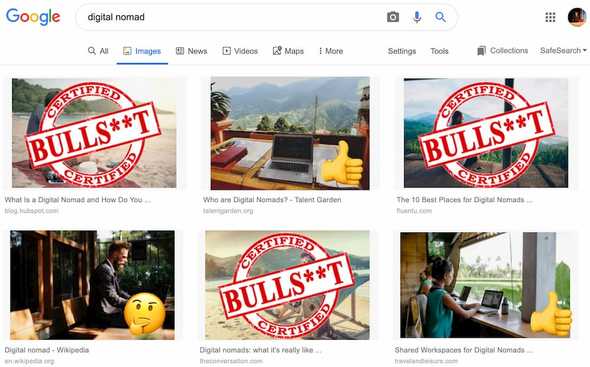 Google
digital nomad
All Images News Videos Maps More Settings Tools Collections SafeSearch
CERTIFIED
BULLS**T
CERTIFIED
CERTIFIED
BULLS**T
CERTIFIED
What Is a Digital Nomad and How Do You ...
blog.hubspot.com
Who are Digital Nomads? - Talent Garden
talentgarden.org
The 10 Best Places for Digital Nomads ...
fluentu.com
CERTIFIED
BULLS**T
CERTIFIED
Digital nomad - Wikipedia
en.wikipedia.org
Digital nomads: what it's really like ...
theconversation.com
Shared Workspaces for Digital Nomads ...
travelandleisure.com